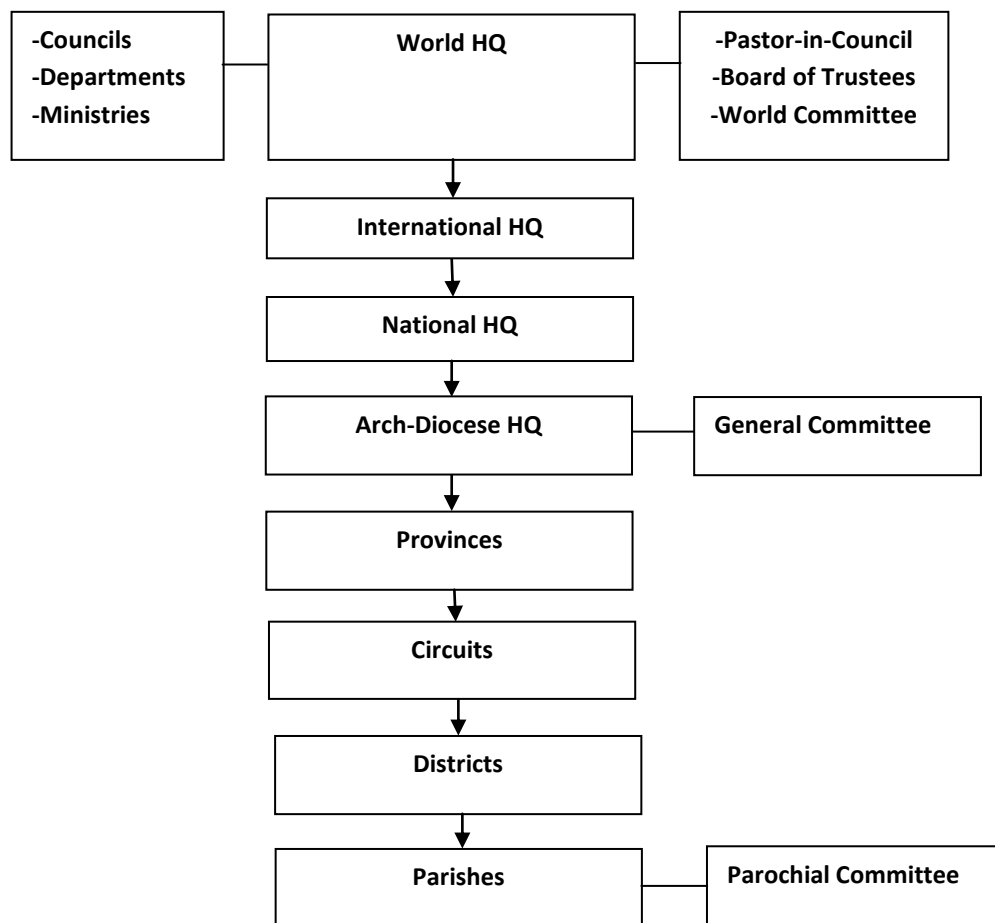 -Councils
-Departments
-Ministries
World HQ
-Pastor-in-Council
-Board of Trustees
-World Committee
International HQ
National HQ
Arch-Diocese HQ
General Committee
Provinces
Circuits
Districts
Parishes
Parochial Committee